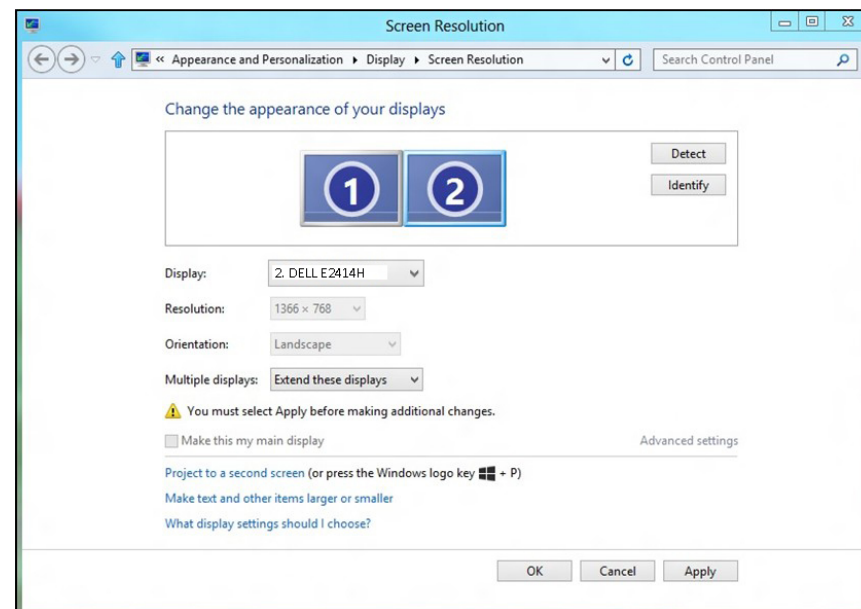 Screen Resolution
« Appearance and Personalization ▸ Display ▸ Screen Resolution Search Control Panel
Change the appearance of your displays
1 2
Detect
Identify
Display: 2. DELL E2414H
Resolution: 1366 × 768
Orientation: Landscape
Multiple displays: Extend these displays
You must select Apply before making additional changes.
Make this my main display Advanced settings
Project to a second screen (or press the Windows logo key + P)
Make text and other items larger or smaller
What display settings should I choose?
OK Cancel Apply